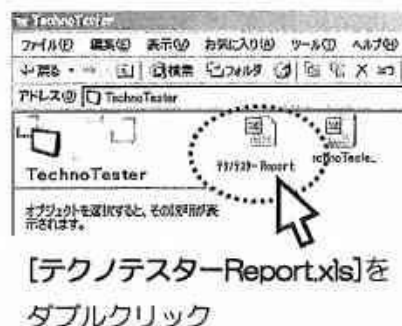 TechnoTester
ファイル(F) 編集(E) 表示(V) お気に入り(A) ツール(T) ヘルプ(H)
戻る 検索 フォルダ
アドレス(D) TechnoTester
TechnoTester
テクノテスターReport
オブジェクトを選択すると、その説明が表
示されます。
[テクノテスターReport.xls]を
ダブルクリック